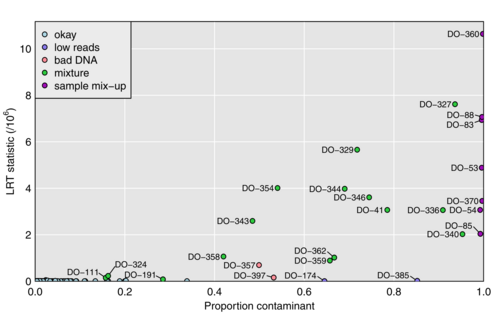 okay
low reads
bad DNA
mixture
sample mix−up
DO−360
DO−327
DO−88
DO−83
DO−329
DO−53
DO−354
DO−344
DO−346
DO−370
DO−41
DO−336
DO−54
DO−343
DO−85
DO−340
DO−358
DO−362
DO−359
DO−357
DO−324
DO−111
DO−191
DO−397
DO−174
DO−385
10
8
6
4
2
0
0.0 0.2 0.4 0.6 0.8 1.0
Proportion contaminant
LRT statistic (/10⁶)